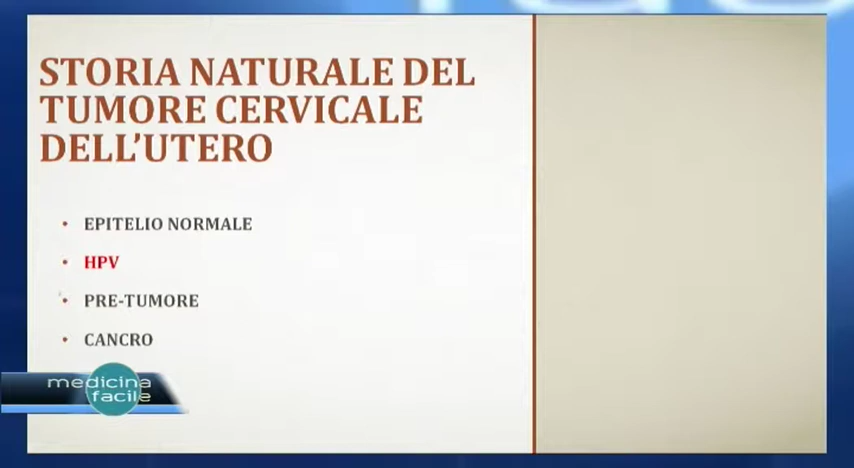 STORIA NATURALE DEL
TUMORE CERVICALE
DELL'UTERO
• EPITELIO NORMALE
• HPV
• PRE-TUMORE
• CANCRO
medicina
facile